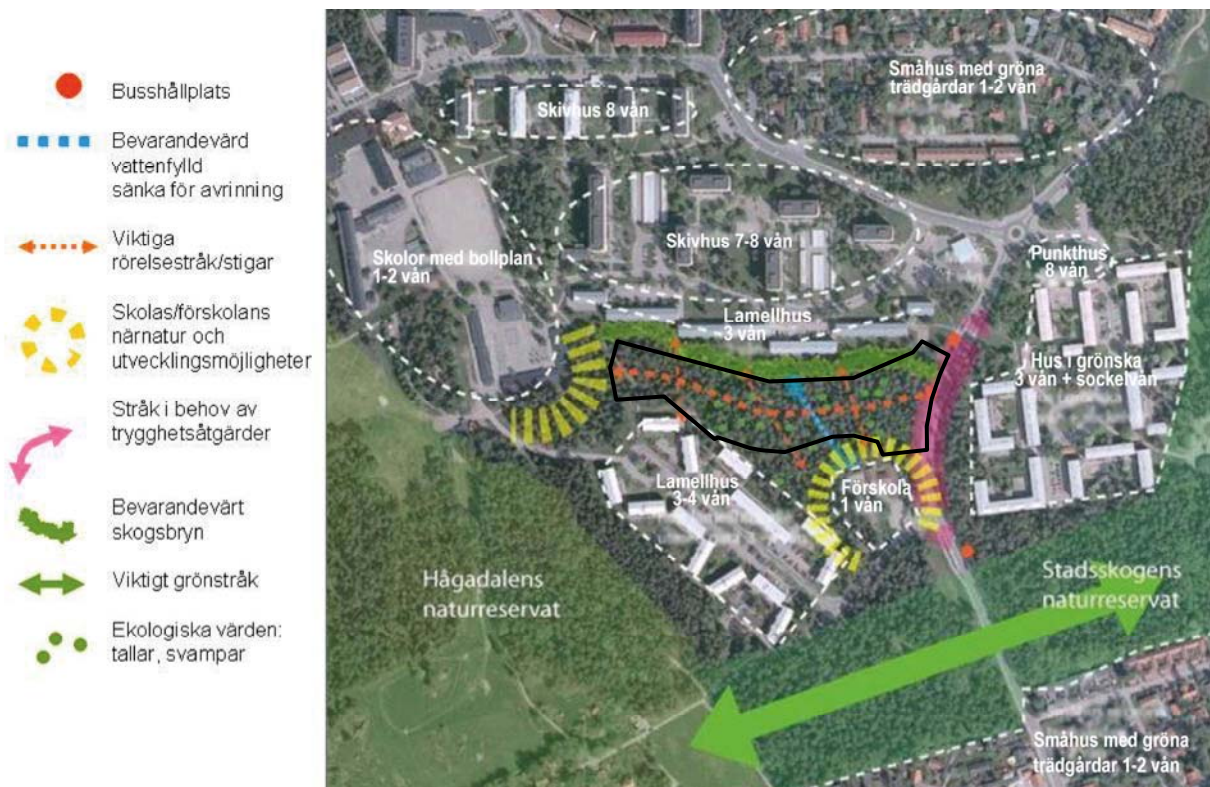 Busshållplats
Bevarandevärd
vattenfylld
sänka för avrinning
Viktiga
rörelsestråk/stigar
Skolas/förskolans
närnatur och
utvecklingsmöjligheter
Stråk i behov av
trygghetsåtgärder
Bevarandevärt
skogsbryn
Viktigt grönstråk
Ekologiska värden:
tallar, svampar
Småhus med gröna
trädgårdar 1-2 vån
Skivhus 8 vån
Skivhus 7-8 vån
Skolor med bollplan
1-2 vån
Punkthus
8 vån
Lamellhus
3 vån
Hus i grönska
3 vån + sockelvån
Lamellhus
3-4 vån
Förskola
1 vån
Hågadalens
naturreservat
Stadsskogens
naturreservat
Småhus med gröna
trädgårdar 1-2 vån